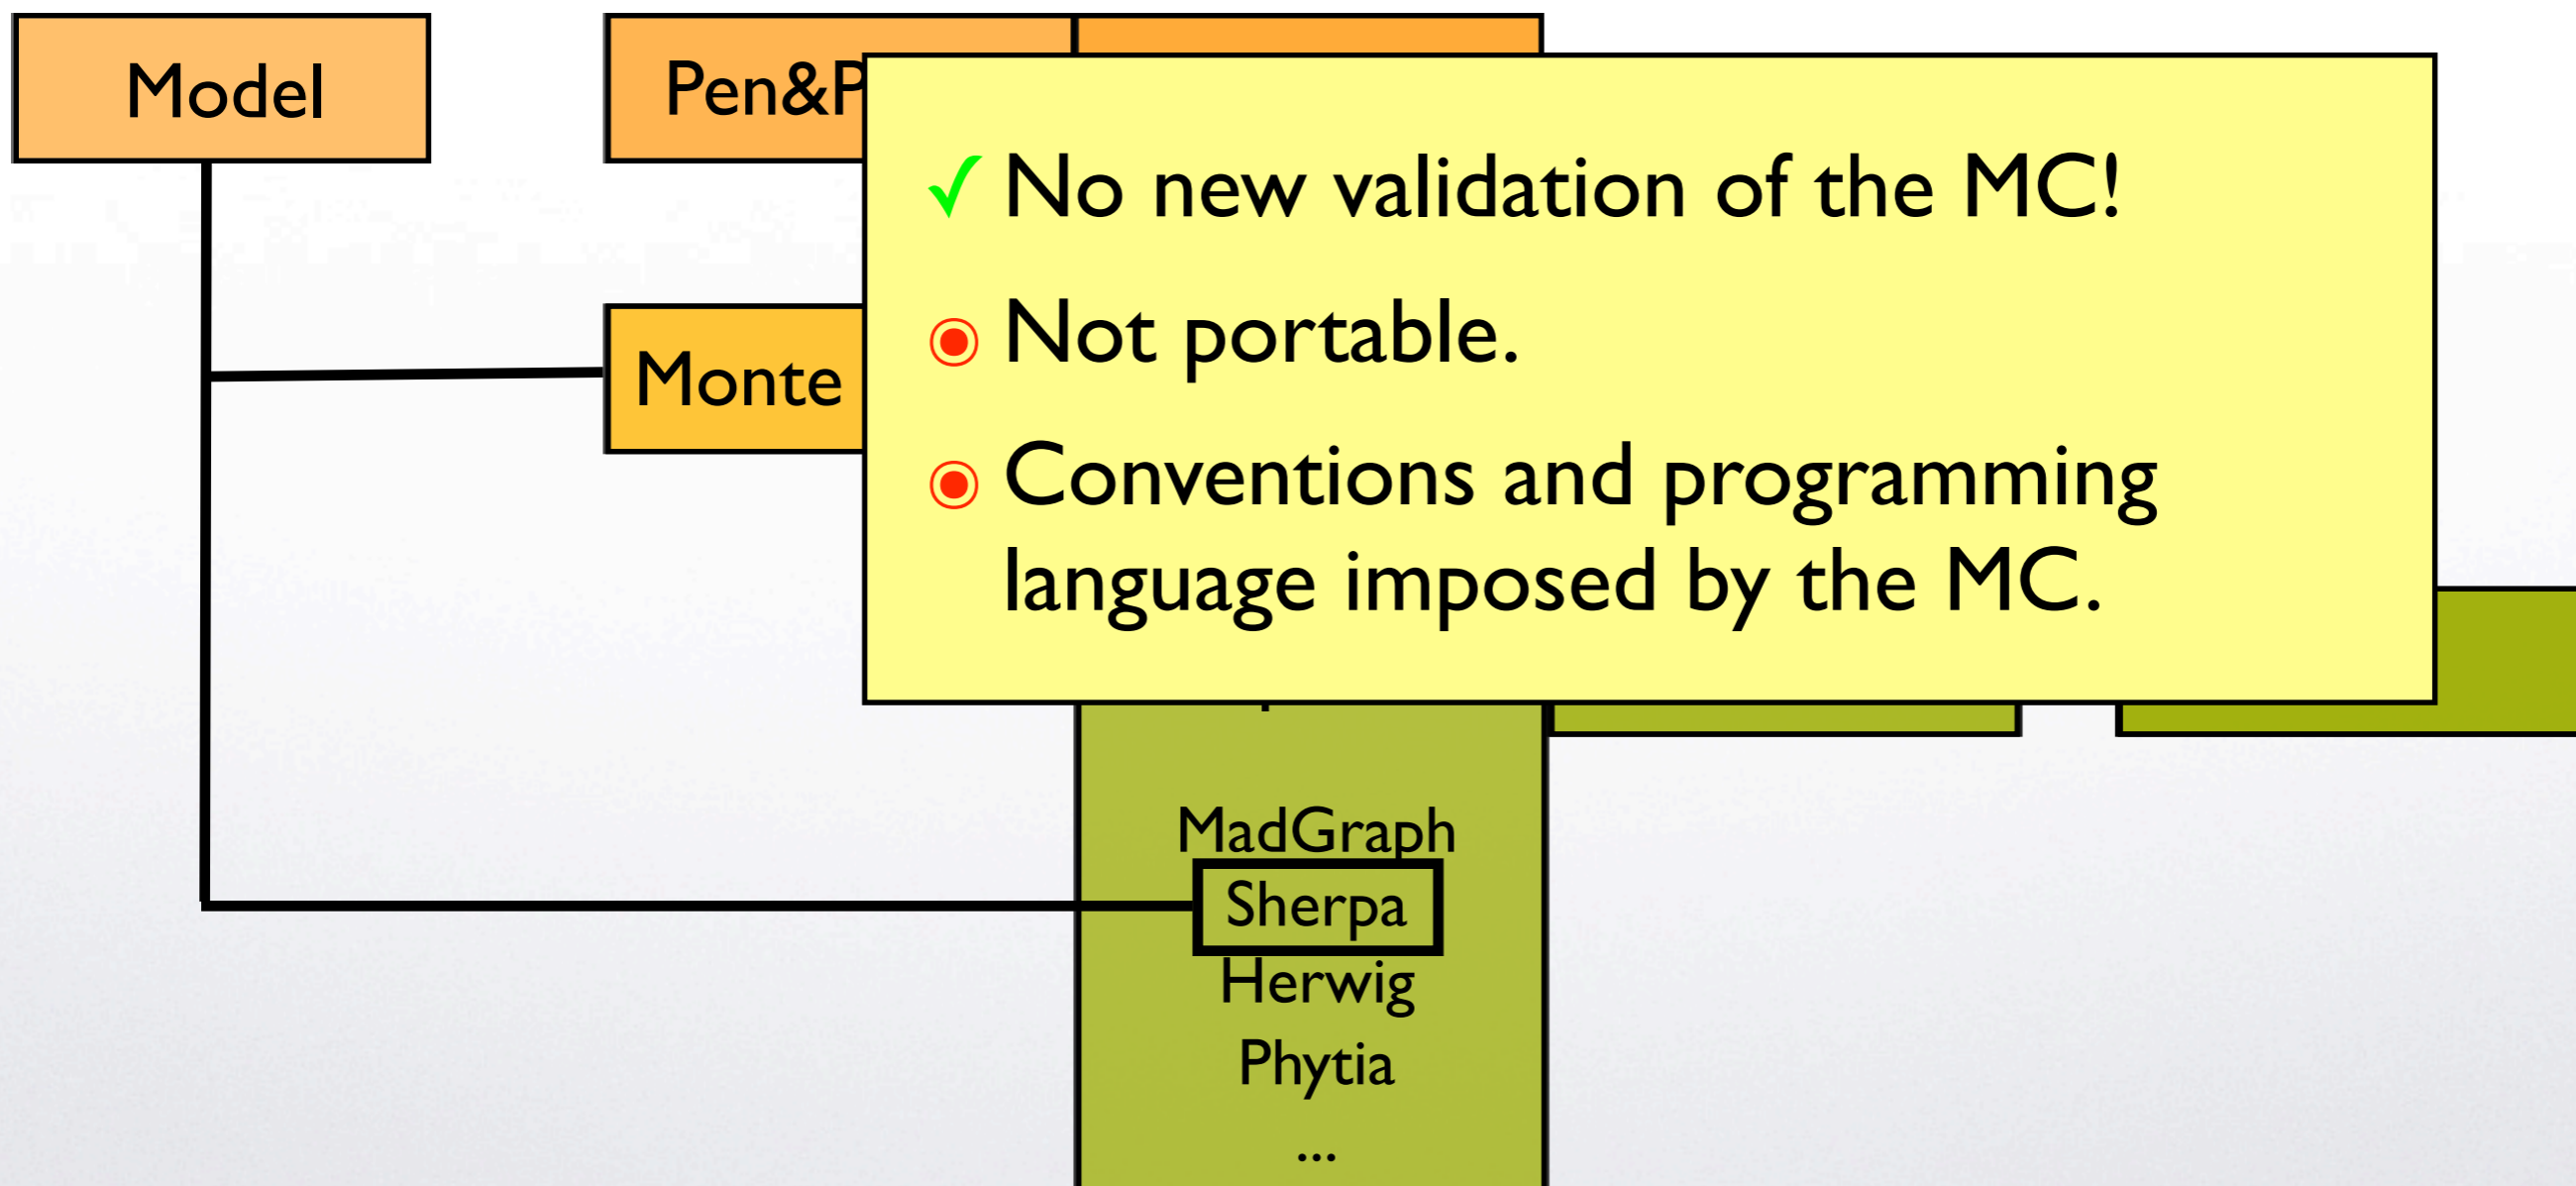 Model
Pen&P
✓ No new validation of the MC!
Not portable.
Monte
Conventions and programming
language imposed by the MC.
MadGraph
Sherpa
Herwig
Phytia
...